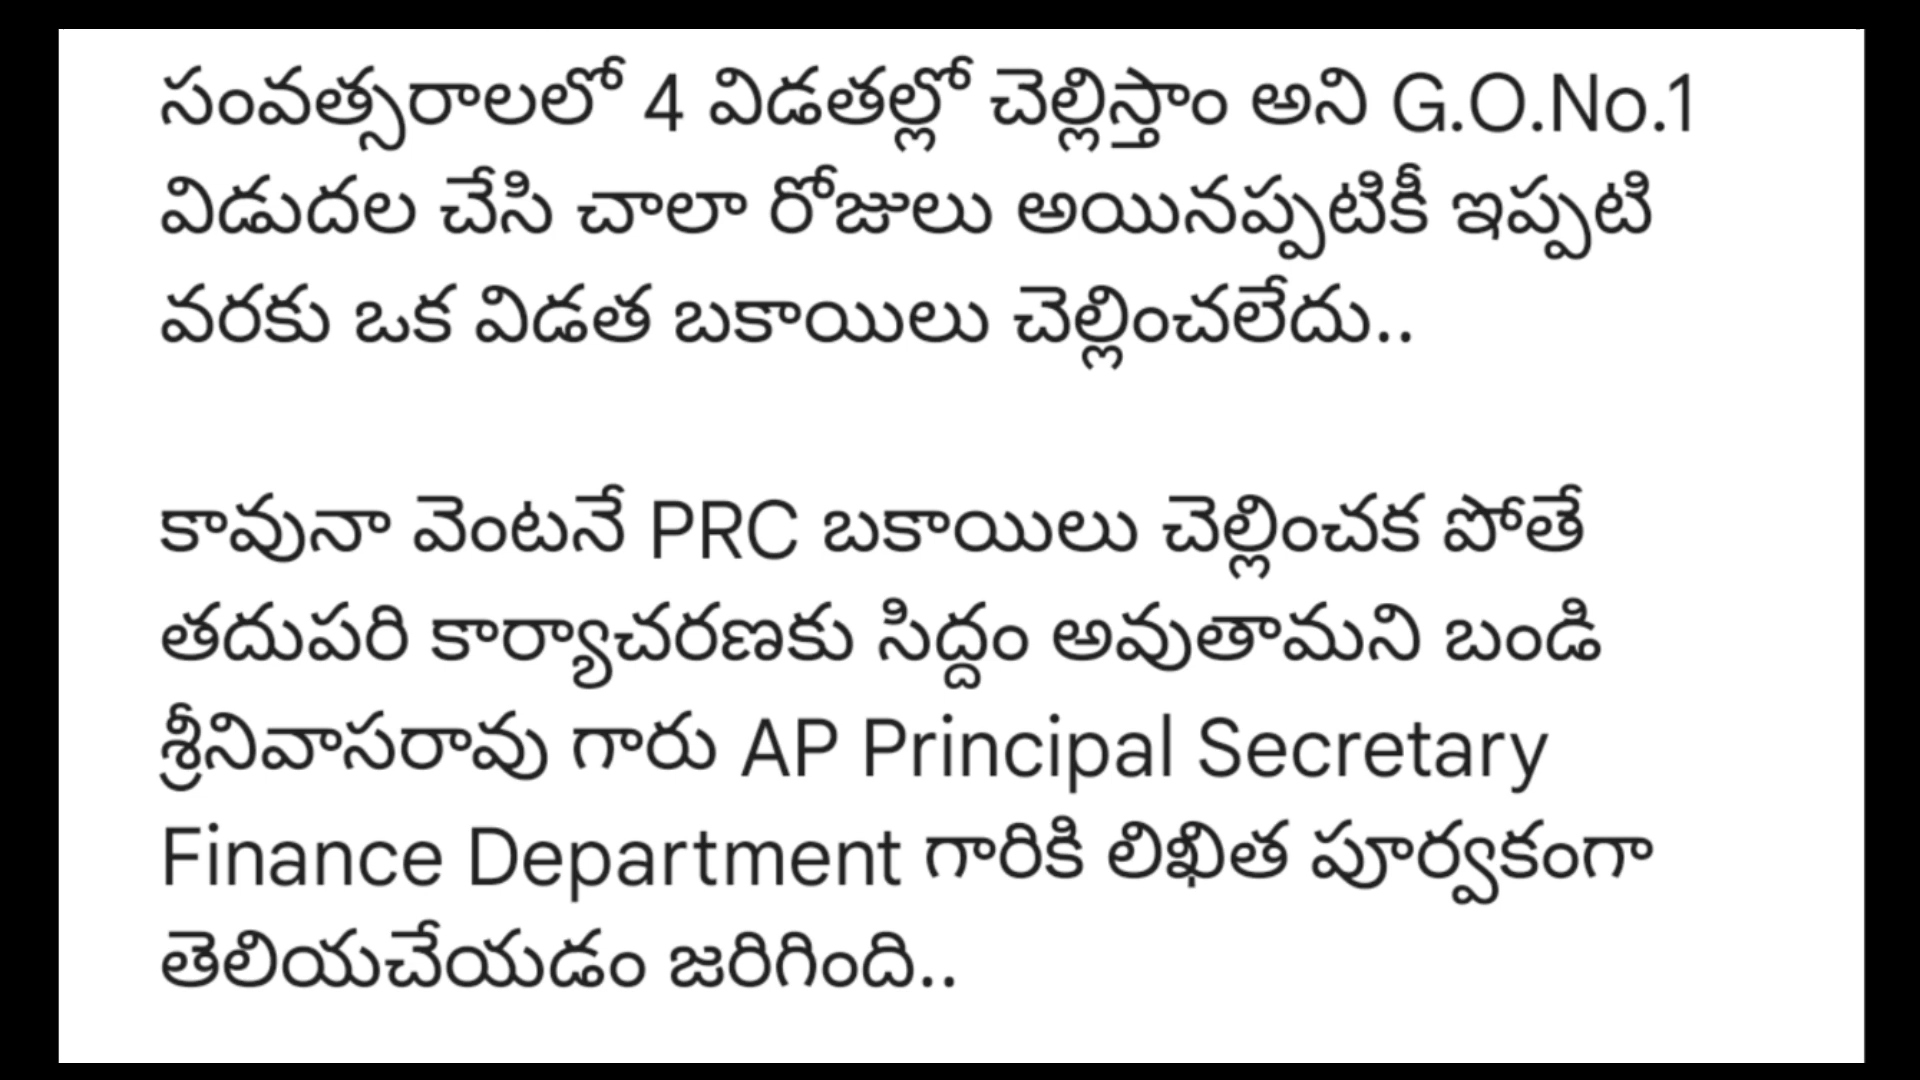 సంవత్సరాలలో 4 విడతల్లో చెల్లిస్తాం అని G.O.No.1
విడుదల చేసి చాలా రోజులు అయినప్పటికీ ఇప్పటి
వరకు ఒక విడత బకాయిలు చెల్లించలేదు..
కావునా వెంటనే PRC బకాయిలు చెల్లించక పోతే
తదుపరి కార్యాచరణకు సిద్దం అవుతామని బండి
శ్రీనివాసరావు గారు AP Principal Secretary
Finance Department గారికి లిఖిత పూర్వకంగా
తెలియచేయడం జరిగింది..